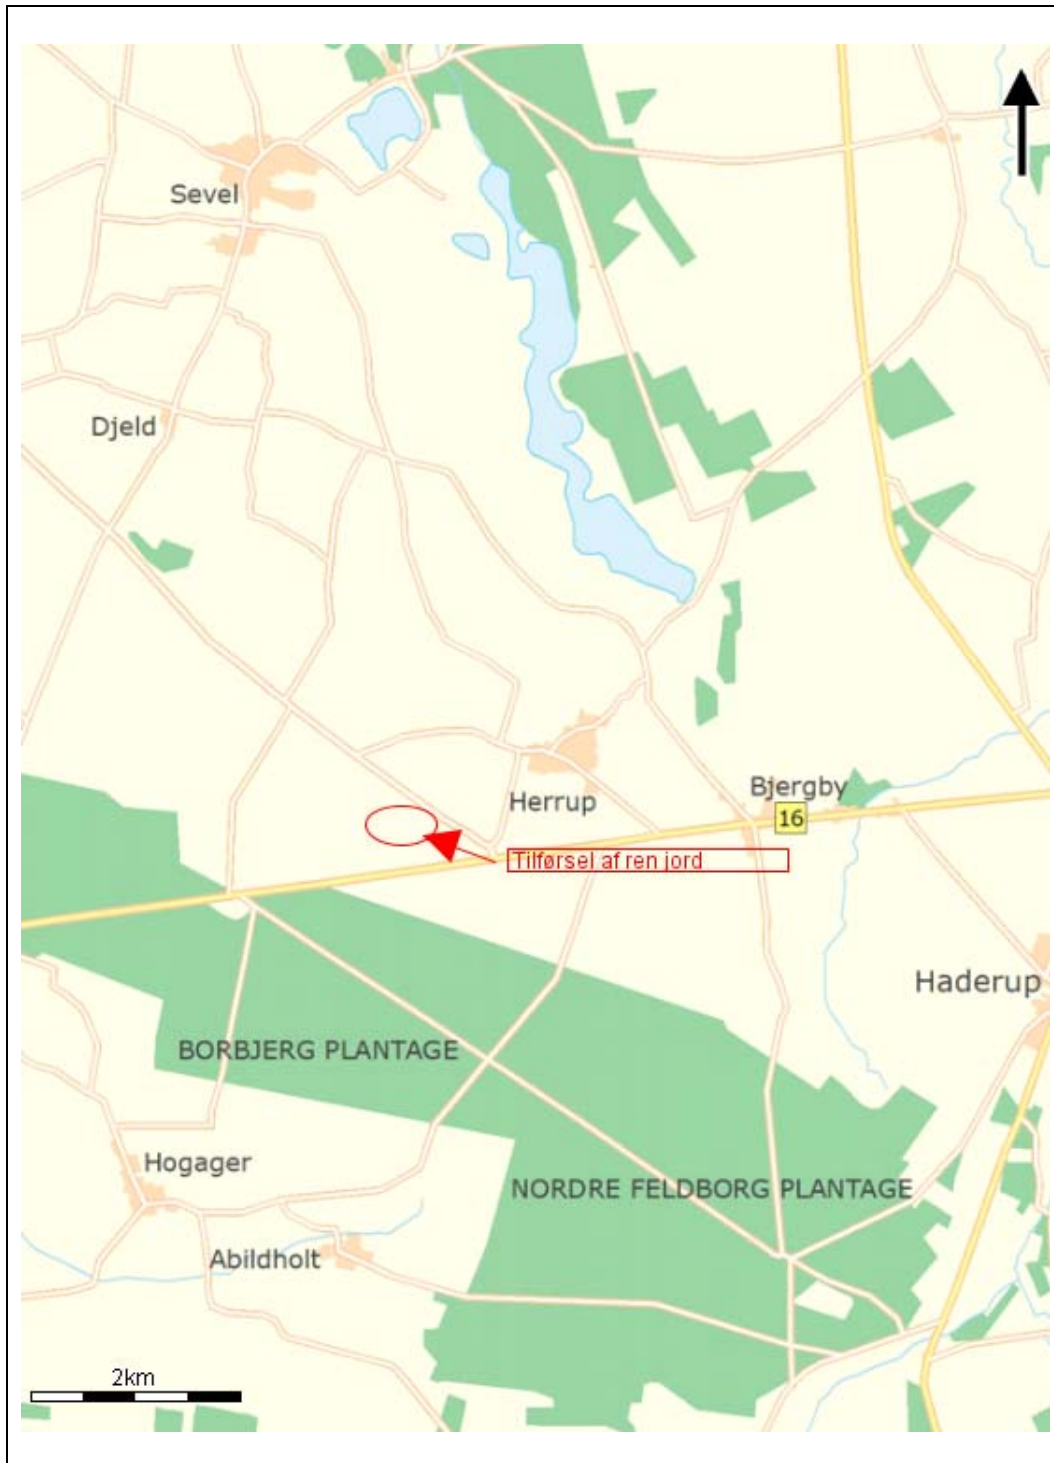 Sevel
Djeld
Herrup
Bjergby
16
Tilførsel af ren jord
Haderup
BORBJERG PLANTAGE
Hogager
NORDRE FELDBORG PLANTAGE
Abildholt
2km